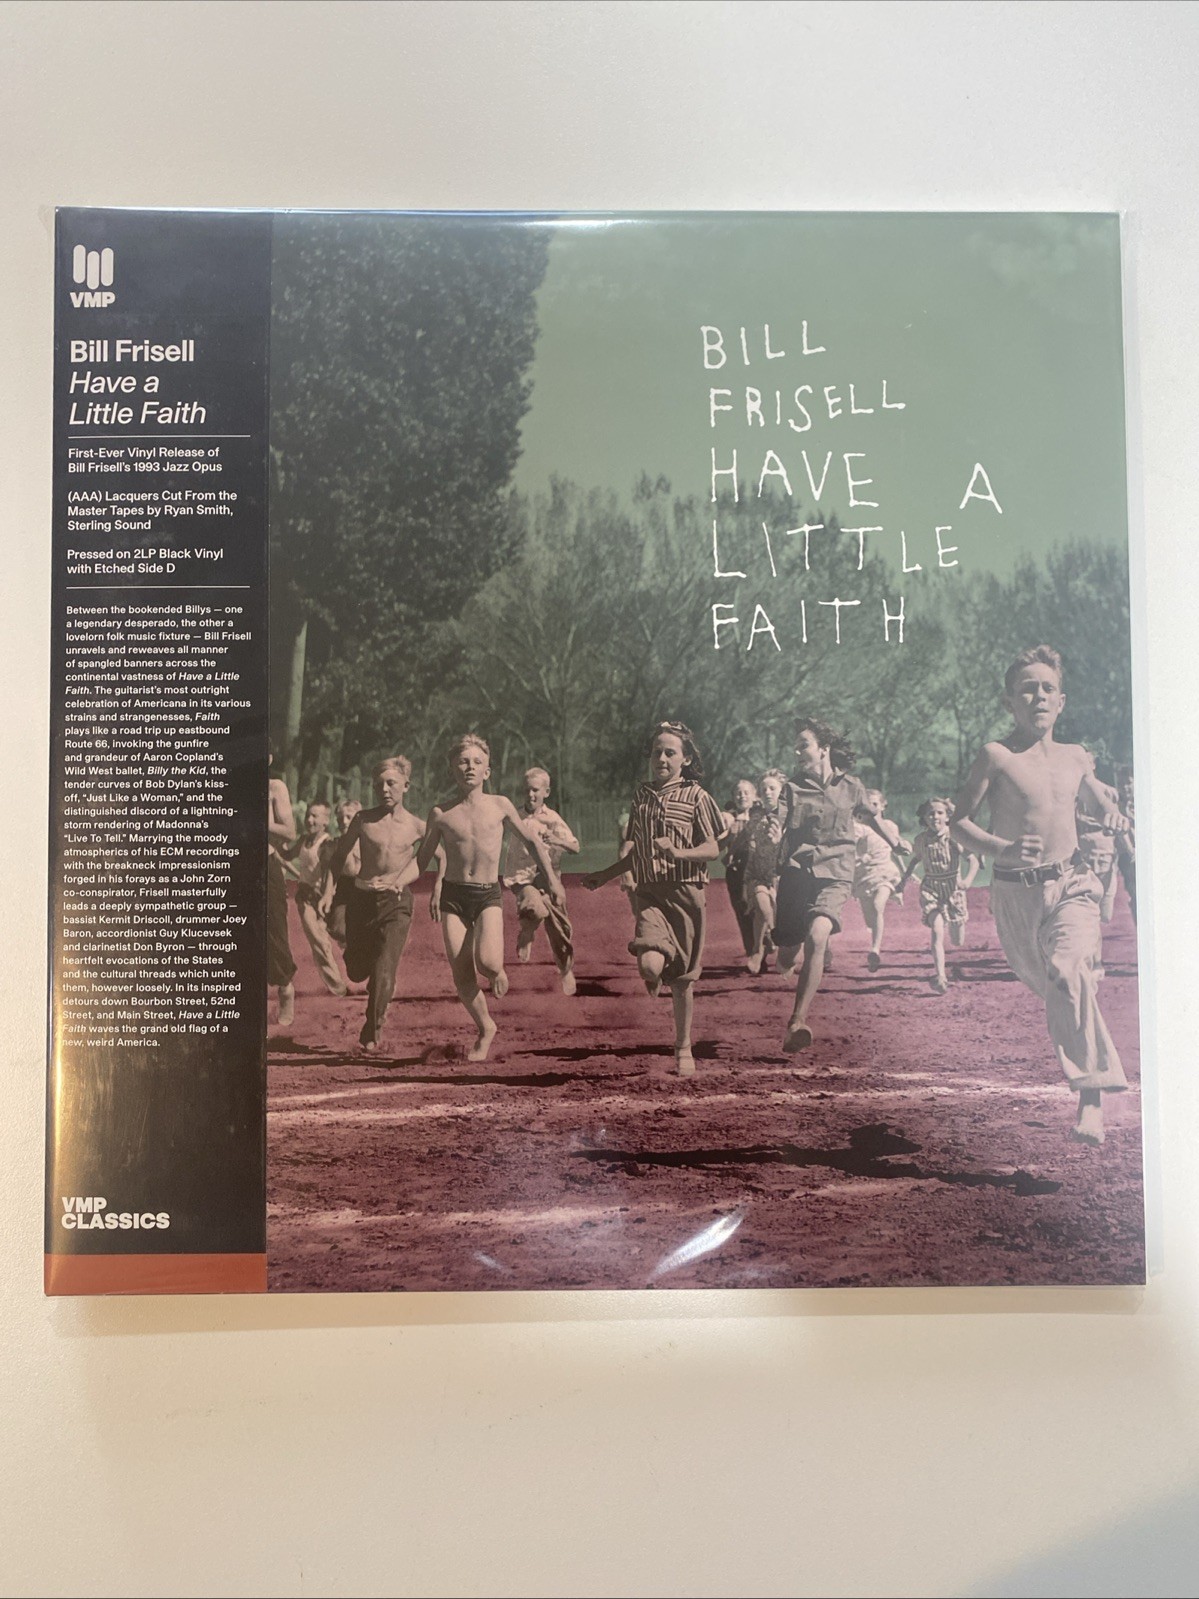 VMP
Bill Frisell
Have a
Little Faith
First-Ever Vinyl Release of
Bill Frisell's 1993 Jazz Opus
(AAA) Lacquers Cut From the
Master Tapes by Ryan Smith,
Sterling Sound
Pressed on 2LP Black Vinyl
with Etched Side D
Between the bookended Billys — one
a legendary desperado, the other a
lovelorn folk music fixture — Bill Frisell
unravels and reweaves all manner
of spangled banners across the
continental vastness of Have a Little
Faith. The guitarist's most outright
celebration of Americana in its various
strains and strangenesses, Faith
plays like a road trip up eastbound
Route 66, invoking the gunfire
and grandeur of Aaron Copland's
Wild West ballet, Billy the Kid, the
tender curves of Bob Dylan's kiss-
off, "Just Like a Woman," and the
distinguished discord of a lightning-
storm rendering of Madonna's
"Live To Tell." Marrying the moody
atmospherics of his ECM recordings
with the breakneck impressionism
forged in his forays as a John Zorn
co-conspirator, Frisell masterfully
leads a deeply sympathetic group —
bassist Kermit Driscoll, drummer Joey
Baron, accordionist Guy Klucevsek
and clarinetist Don Byron — through
heartfelt evocations of the States
and the cultural threads which unite
them, however loosely. In its inspired
detours down Bourbon Street, 52nd
Street, and Main Street, Have a Little
Faith waves the grand old flag of a
new, weird America.
VMP
CLASSICS
BILL
FRISELL
HAVE A
LITTLE
FAITH